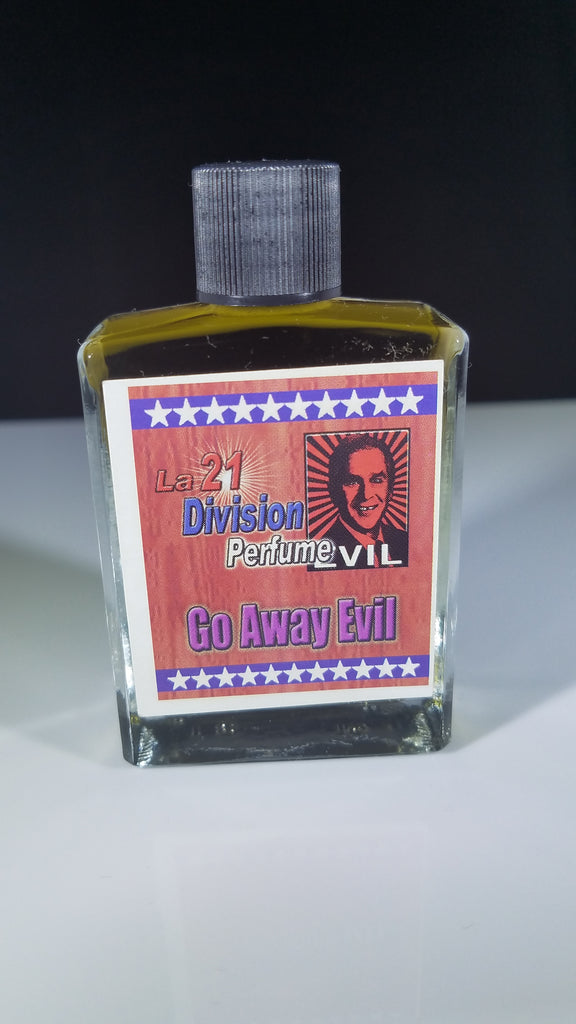 La 21
Division
Perfume
EVIL
Go Away Evil